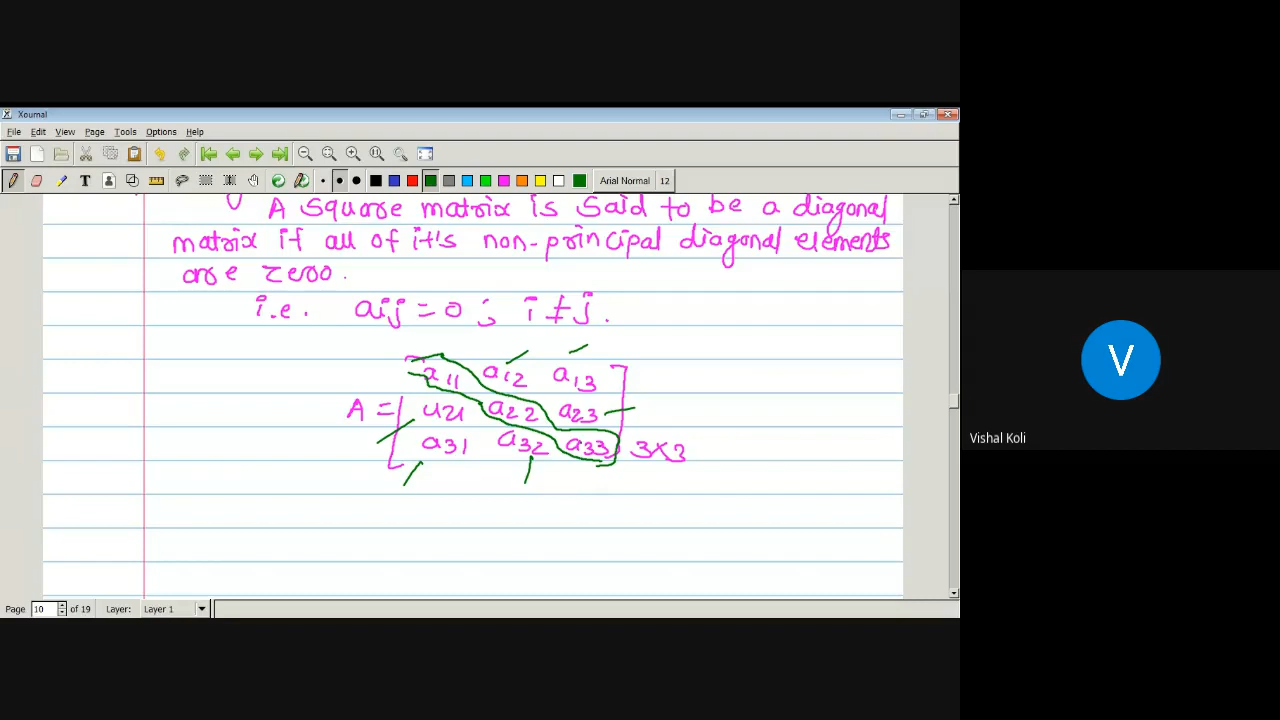 Xournal
File Edit View Page Tools Options Help
Arial Normal 12
A Square matrix is Said to be a diagonal
matrix if all of it's non-principal diagonal elements
are zero.
i.e. aij = 0 ; i ≠ j.
a11 a12 a13
A = a21 a22 a23
a31 a32 a33 3×3
V
Vishal Koli
Page 10 of 19 Layer: Layer 1